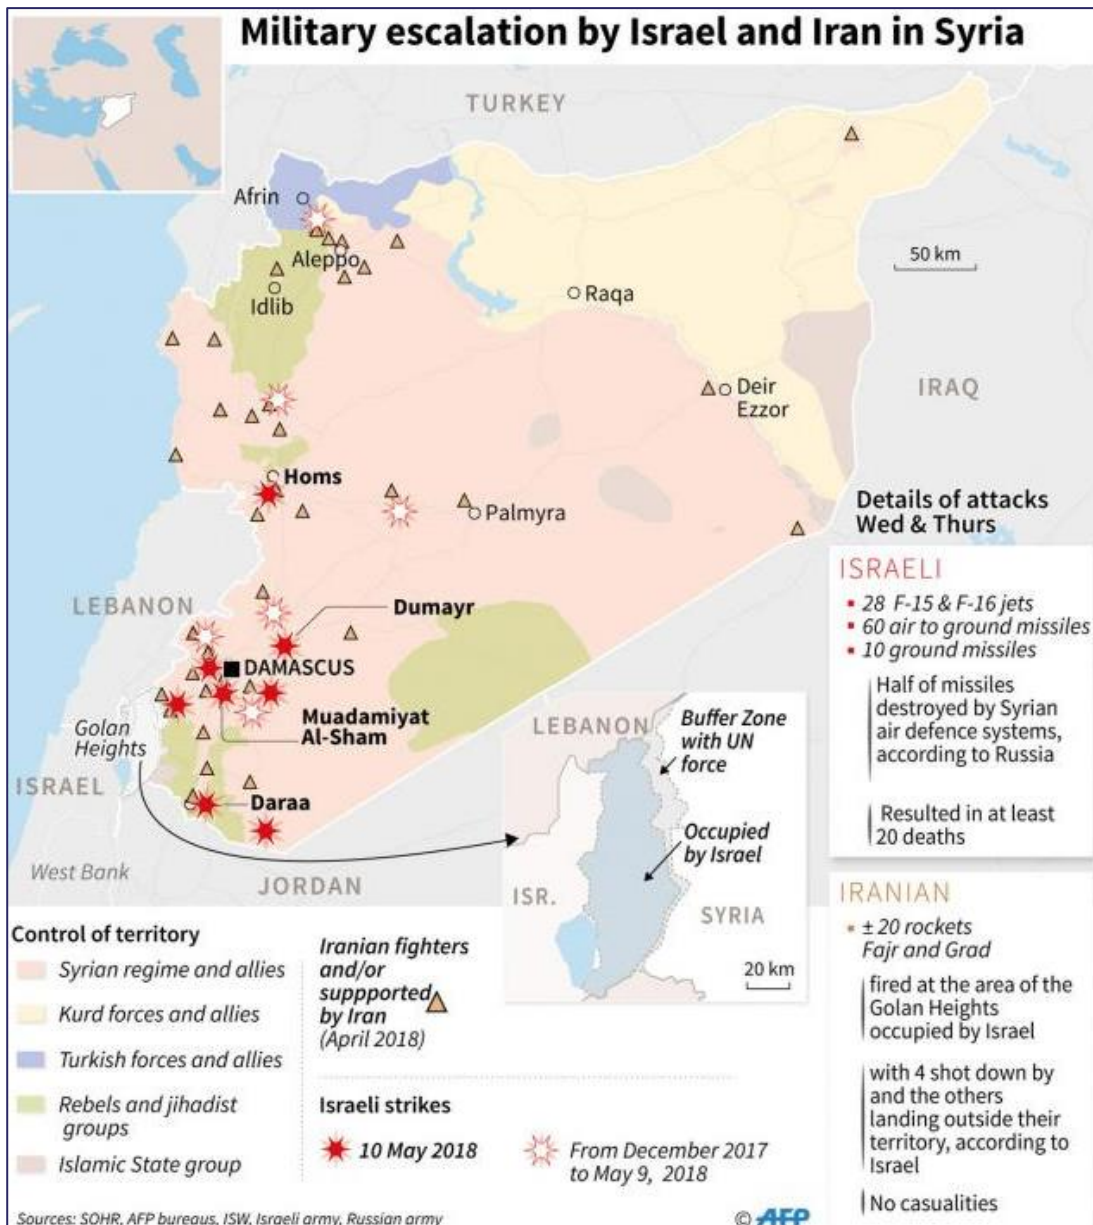 Military escalation by Israel and Iran in Syria
TURKEY
Afrin
Aleppo
Idlib
50 km
Raqa
IRAQ
Deir
Ezzor
Homs
Palmyra
LEBANON
Dumayr
DAMASCUS
Muadamiyat
Al-Sham
Golan
Heights
ISRAEL
Daraa
West Bank
JORDAN
LEBANON
Buffer Zone
with UN
force
Occupied
by Israel
ISR.
SYRIA
20 km
Details of attacks
Wed & Thurs
ISRAELI
28 F-15 & F-16 jets
60 air to ground missiles
10 ground missiles
Half of missiles
destroyed by Syrian
air defence systems,
according to Russia
Resulted in at least
20 deaths
IRANIAN
± 20 rockets
Fajr and Grad
fired at the area of the
Golan Heights
occupied by Israel
with 4 shot down by
and the others
landing outside their
territory, according to
Israel
No casualities
Control of territory
Syrian regime and allies
Kurd forces and allies
Turkish forces and allies
Rebels and jihadist
groups
Islamic State group
Iranian fighters
and/or
suppported
by Iran
(April 2018)
Israeli strikes
10 May 2018
From December 2017
to May 9, 2018
Sources: SOHR, AFP bureaus, ISW, Israeli army, Russian army
© AFP